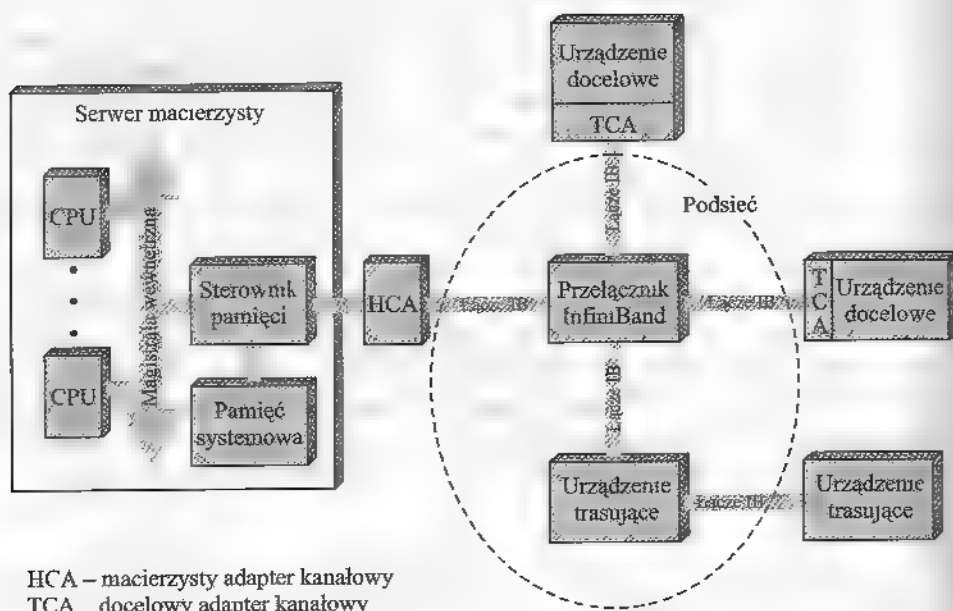 Urządzenie
docelowe
TCA
Serwer macierzysty
CPU
CPU
Magistrala wewnętrzna
Sterownik
pamięci
Pamięć
systemowa
HCA
Łącze IB
Łącze IB
Podsieć
Przełącznik
InfiniBand
Łącze IB
TCA
Urządzenie
docelowe
Łącze IB
Urządzenie
trasujące
Łącze IB
Urządzenie
trasujące
HCA – macierzysty adapter kanałowy
TCA – docelowy adapter kanałowy